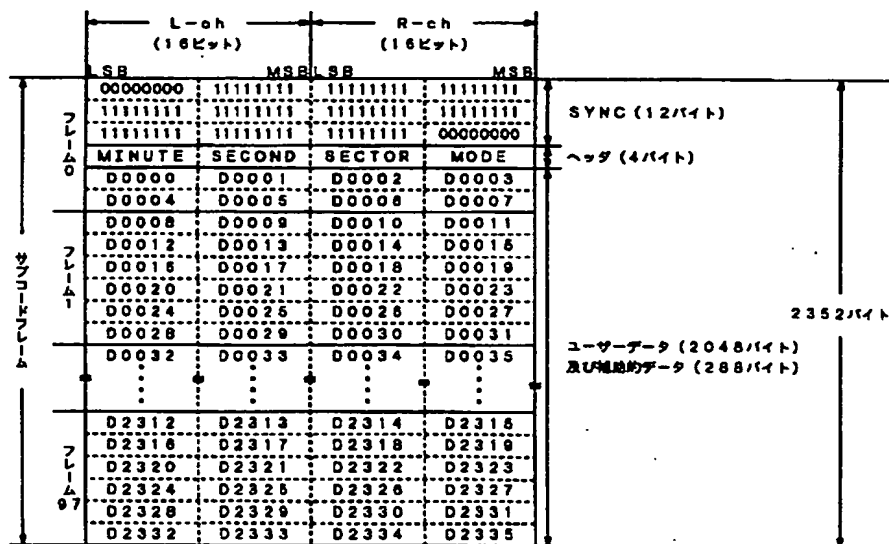 L-ch R-ch
(16ビット) (16ビット)
LSB MSB LSB MSB
00000000 11111111 11111111 11111111
11111111 11111111 11111111 11111111
11111111 11111111 11111111 00000000
SYNC (12バイト)
MINUTE SECOND SECTOR MODE
ヘッダ (4バイト)
フレーム0
D0000 D0001 D0002 D0003
D0004 D0005 D0006 D0007
フレーム1
D0008 D0009 D0010 D0011
D0012 D0013 D0014 D0015
D0016 D0017 D0018 D0019
D0020 D0021 D0022 D0023
D0024 D0025 D0026 D0027
D0028 D0029 D0030 D0031
サブコードフレーム
2352バイト
ユーザーデータ (2048バイト)
及び補助的データ (288バイト)
D0032 D0033 D0034 D0035
フレーム97
D2312 D2313 D2314 D2315
D2316 D2317 D2318 D2319
D2320 D2321 D2322 D2323
D2324 D2325 D2326 D2327
D2328 D2329 D2330 D2331
D2332 D2333 D2334 D2335